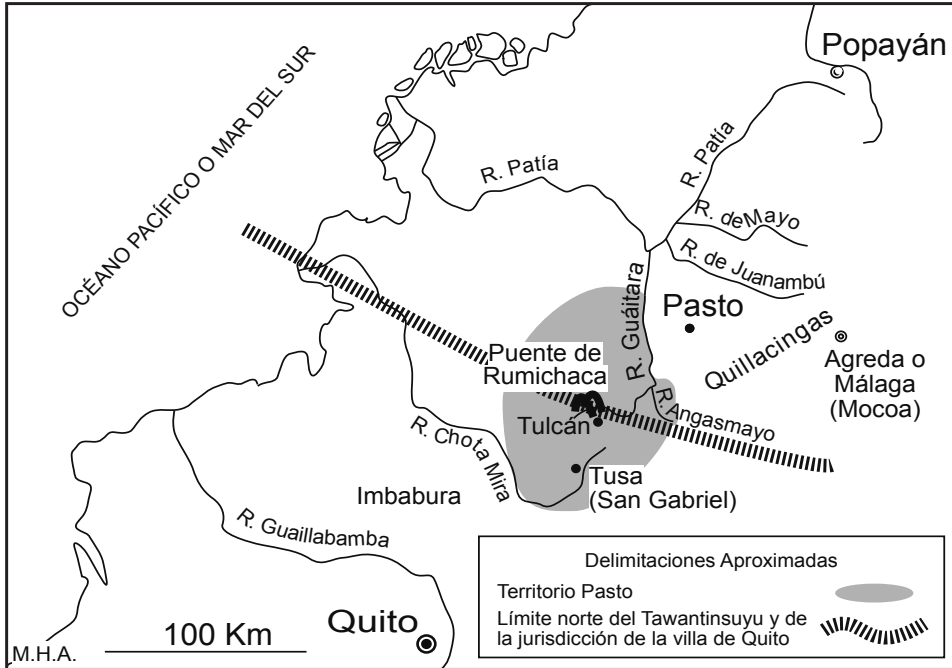 Popayán
OCÉANO PACÍFICO O MAR DEL SUR
R. Patía
R. Patía
R. deMayo
R. de Juanambú
R. Guáitara
Pasto
Quillacingas
Agreda o
Málaga
(Mocoa)
Puente de
Rumichaca
R.Angasmayo
Tulcán
R. Chota Mira
Tusa
(San Gabriel)
Imbabura
R. Guaillabamba
Quito
100 Km
M.H.A.
Delimitaciones Aproximadas
Territorio Pasto
Límite norte del Tawantinsuyu y de
la jurisdicción de la villa de Quito